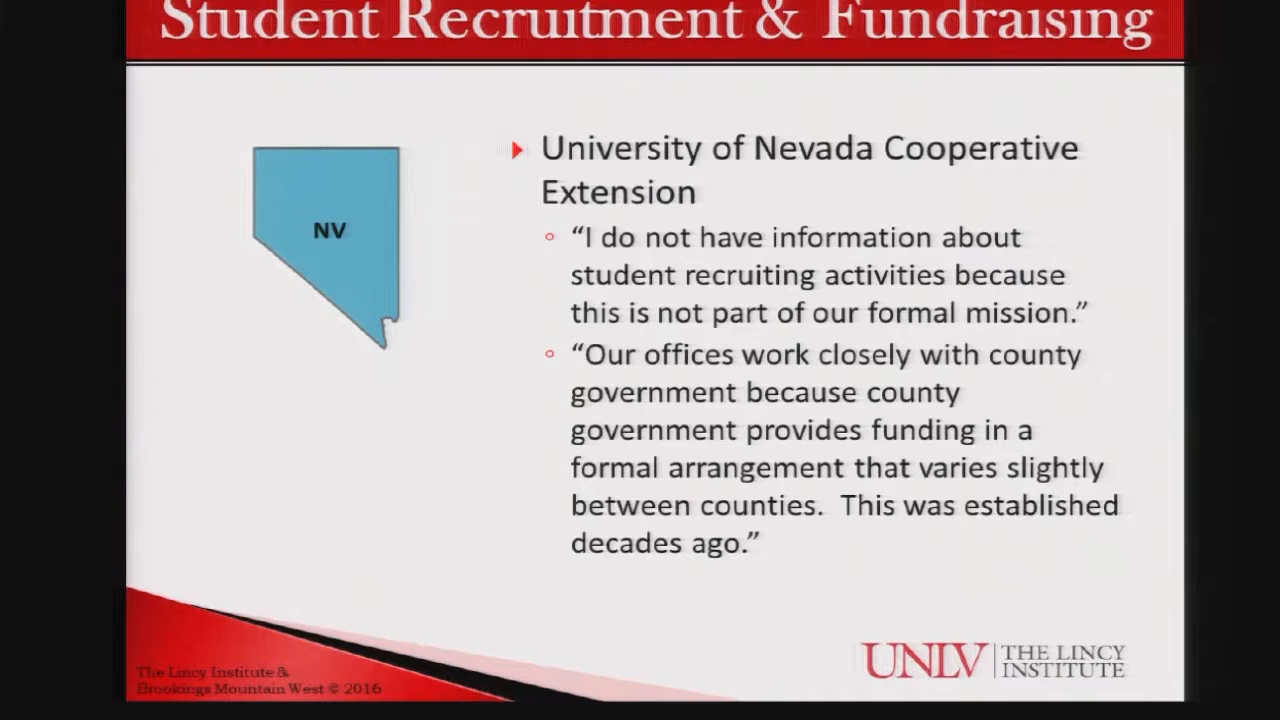 Student Recruitment & Fundraising
NV
University of Nevada Cooperative
Extension
“I do not have information about
student recruiting activities because
this is not part of our formal mission.”
“Our offices work closely with county
government because county
government provides funding in a
formal arrangement that varies slightly
between counties.  This was established
decades ago.”
The Lincy Institute &
Brookings Mountain West © 2016
UNLV
THE LINCY
INSTITUTE